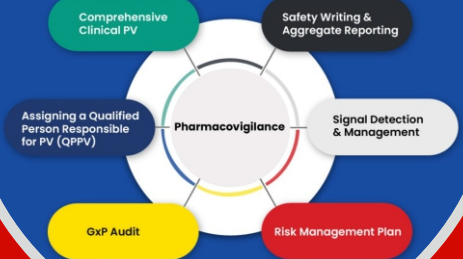 Comprehensive
Clinical PV
Safety Writing &
Aggregate Reporting
Assigning a Qualified
Person Responsible
for PV (QPPV)
Pharmacovigilance
Signal Detection
& Management
GxP Audit
Risk Management Plan